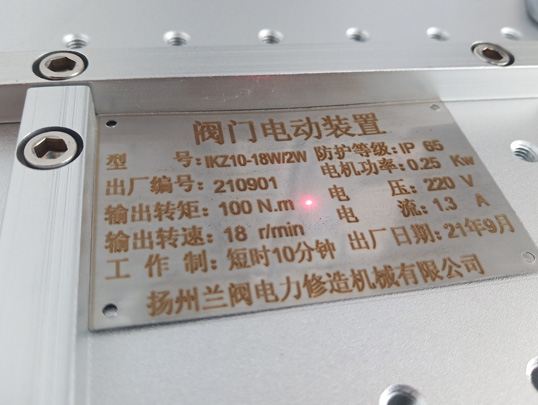 阀门电动装置
型 号: IKZ10-18W/2W 防护等级: IP 65
出厂编号: 210901 电机功率: 0.25 Kw
输出转矩: 100 N.m 电 压: 220 V
输出转速: 18 r/min 电 流: 1.3 A
工 作 制: 短时10分钟 出厂日期: 21年9月
扬州兰阀电力修造机械有限公司